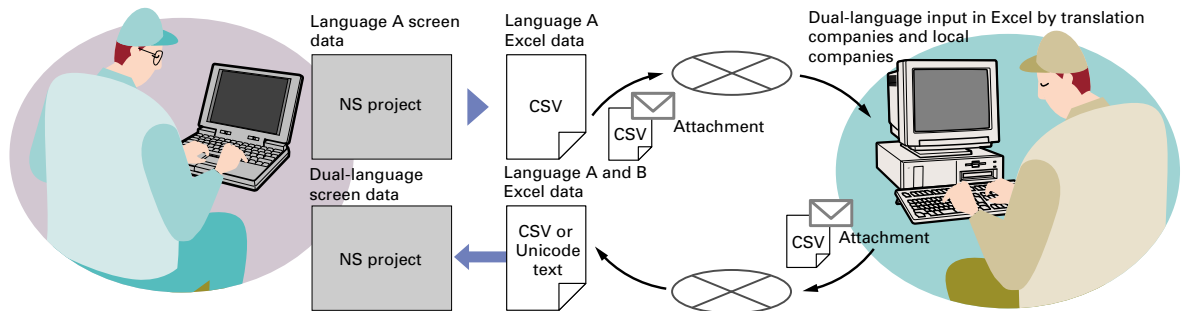 Language A screen
data
NS project
Language A
Excel data
CSV
CSV
Attachment
Dual-language input in Excel by translation
companies and local
companies
Dual-language
screen data
NS project
Language A and B
Excel data
CSV or
Unicode
text
CSV
Attachment